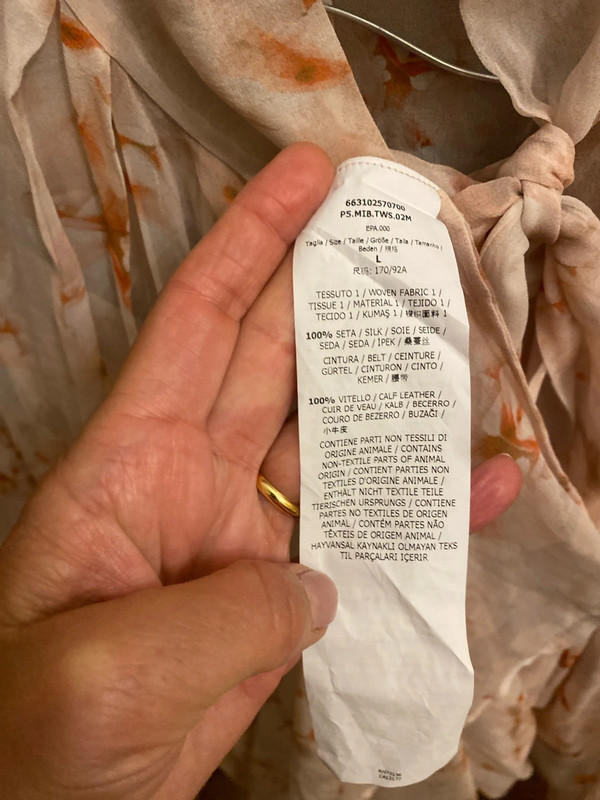 663102570700
P5.MIB.TWS.02M
EPA.000
Taglia / Size / Taille / Größe / Tala / Tamanho /
Beden / 规格
L
尺码: 170/92A
TESSUTO 1 / WOVEN FABRIC 1 /
TISSUE 1 / MATERIAL 1 / TEJIDO 1 /
TECIDO 1 / KUMAŞ 1 / 梭织面料 1
100% SETA / SILK / SOIE / SEIDE /
SEDA / SEDA / İPEK / 桑蚕丝
CINTURA / BELT / CEINTURE /
GÜRTEL / CINTURON / CINTO /
KEMER / 腰带
100% VITELLO / CALF LEATHER /
CUIR DE VEAU / KALB / BECERRO /
COURO DE BEZERRO / BUZAĞI /
小牛皮
CONTIENE PARTI NON TESSILI DI
ORIGINE ANIMALE / CONTAINS
NON-TEXTILE PARTS OF ANIMAL
ORIGIN / CONTIENT PARTIES NON
TEXTILES D'ORIGINE ANIMALE /
ENTHÄLT NICHT TEXTILE TEILE
TIERISCHEN URSPRUNGS / CONTIENE
PARTES NO TEXTILES DE ORIGEN
ANIMAL / CONTÉM PARTES NÃO
TÊXTEIS DE ORIGEM ANIMAL /
HAYVANSAL KAYNAKLI OLMAYAN TEKS
TIL PARÇALARI İÇERIR